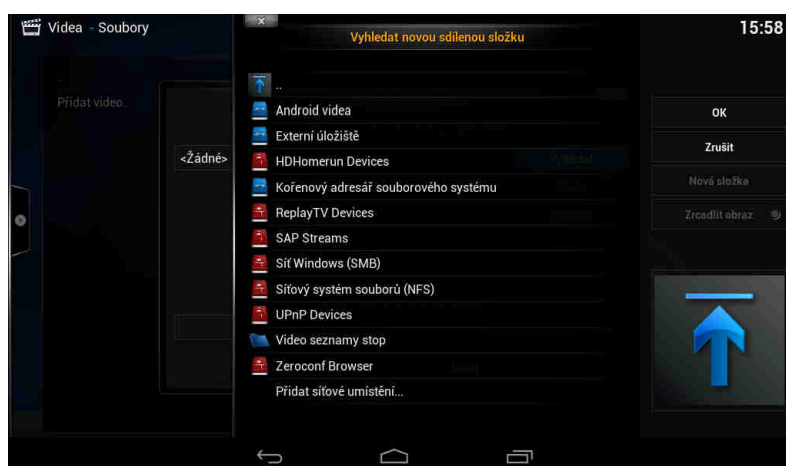 Videa - Soubory
Vyhledat novou sdílenou složku
15:58
..
Přidat video...
<Žádné>
..
Android videa
Externí úložiště
HDHomerun Devices
Kořenový adresář souborového systému
ReplayTV Devices
SAP Streams
Síť Windows (SMB)
Síťový systém souborů (NFS)
UPnP Devices
Video seznamy stop
Zeroconf Browser
Přidat síťové umístění...
Vyhledat
OK
Zrušit
Nová složka
Zrcadlit obraz